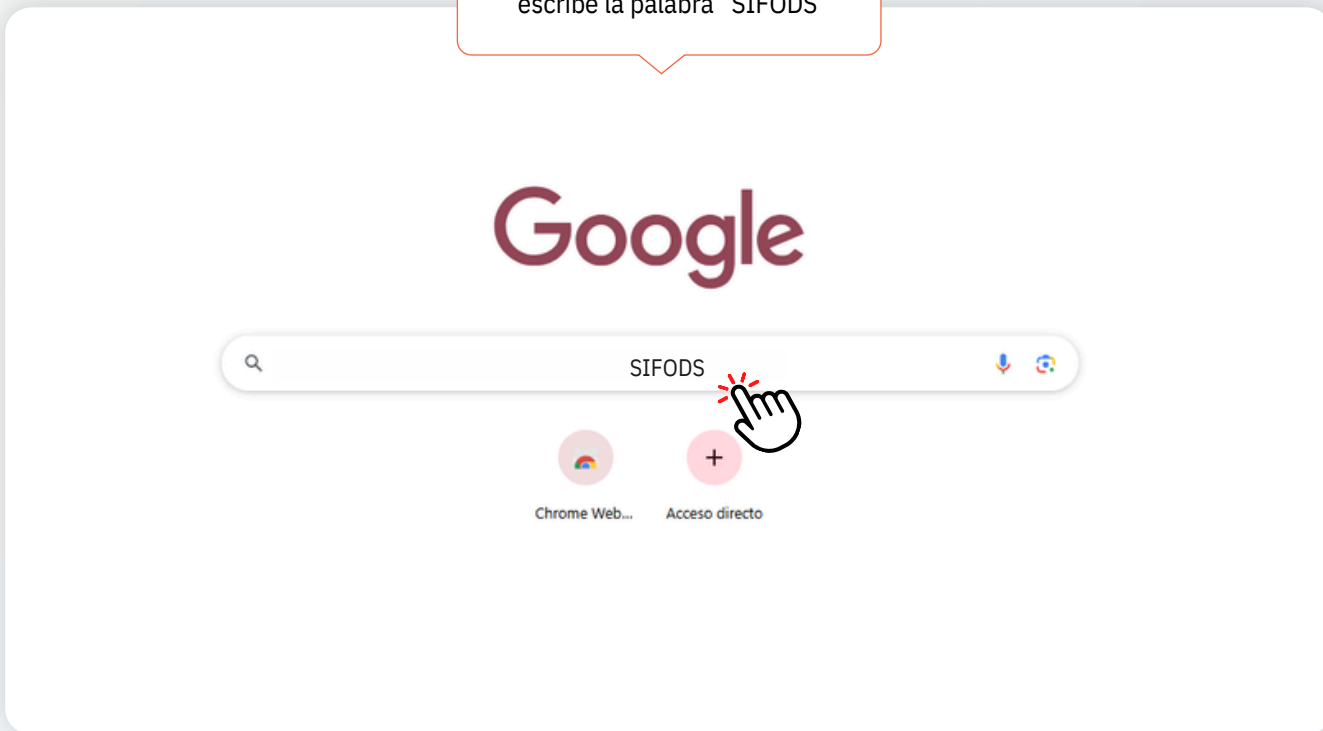 escribe la palabra "SIFODS"
Google
SIFODS
Chrome Web...
Acceso directo